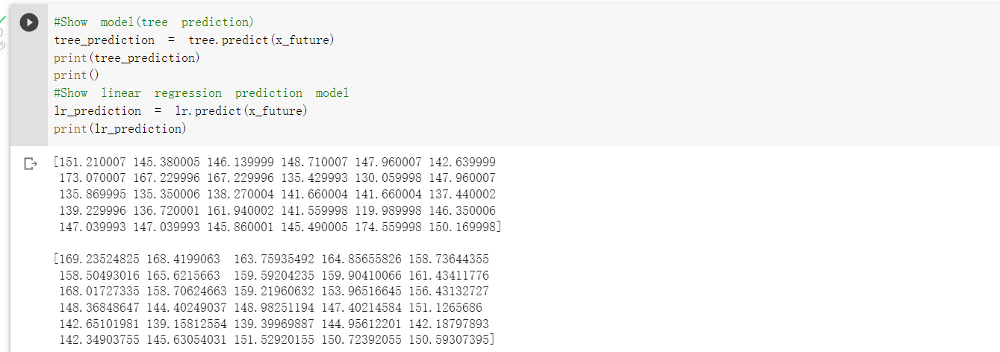 #Show model(tree prediction)
tree_prediction = tree.predict(x_future)
print(tree_prediction)
print()
#Show linear regression prediction model
lr_prediction = lr.predict(x_future)
print(lr_prediction)
[151.210007 145.380005 146.139999 148.710007 147.960007 142.639999
173.070007 167.229996 167.229996 135.429993 130.059998 147.960007
135.869995 135.350006 138.270004 141.660004 141.660004 137.440002
139.229996 136.720001 161.940002 141.559998 119.989998 146.350006
147.039993 147.039993 145.860001 145.490005 174.559998 150.169998]
[169.23524825 168.4199063 163.75935492 164.85655826 158.73644355
158.50493016 165.6215663 159.59204235 159.90410066 161.43411776
168.01727335 158.70624663 159.21960632 153.96516645 156.43132727
148.36848647 144.40249037 148.98251194 147.40214584 151.1265686
142.65101981 139.15812554 139.39969887 144.95612201 142.18797893
142.34903755 145.63054031 151.52920155 150.72392055 150.59307395]